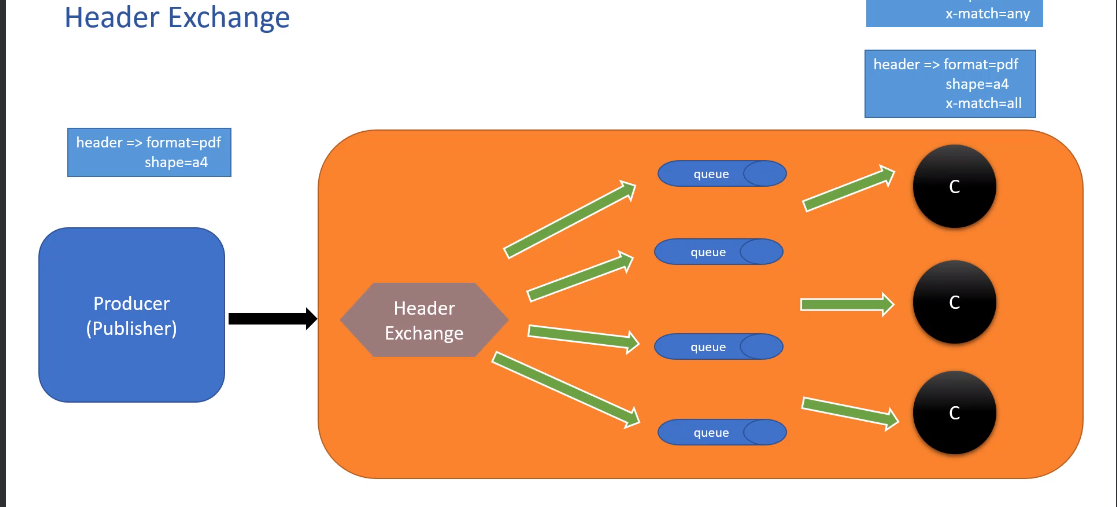 Header Exchange
x-match=any
header => format=pdf
shape=a4
x-match=all
header => format=pdf
shape=a4
queue
C
queue
Producer
(Publisher)
Header
Exchange
C
queue
C
queue